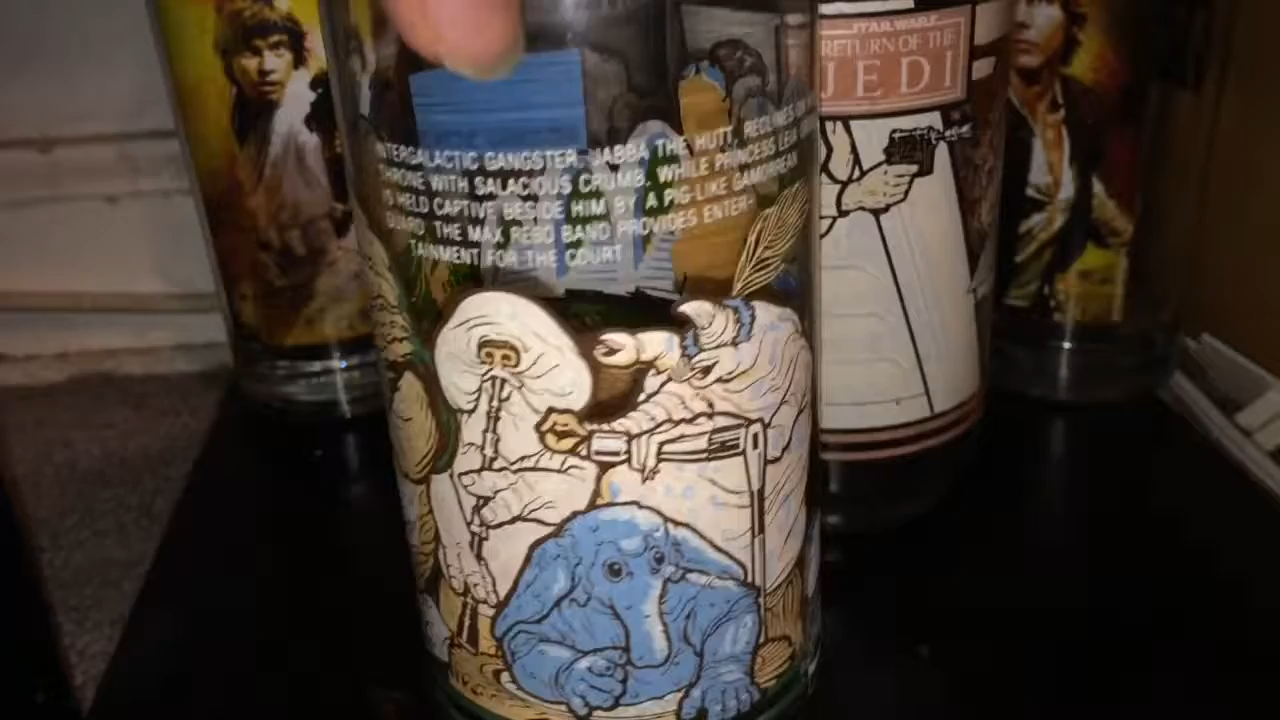 INTERGALACTIC GANGSTER, JABBA THE HUTT, RECLINES
THRONE WITH SALACIOUS CRUMB, WHILE PRINCESS LEIA
HELD CAPTIVE BESIDE HIM BY A PIG-LIKE GAMORREAN
GUARD. THE MAX REBO BAND PROVIDES ENTER-
TAINMENT FOR THE COURT
STAR WARS
RETURN OF THE
JEDI